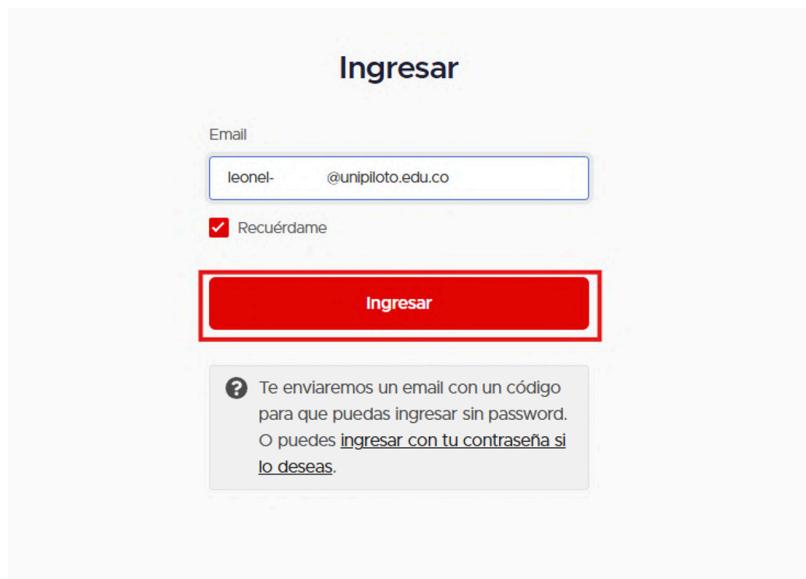 Ingresar
Email
leonel- @unipiloto.edu.co
Recuérdame
Ingresar
Te enviaremos un email con un código
para que puedas ingresar sin password.
O puedes ingresar con tu contraseña si
lo deseas.